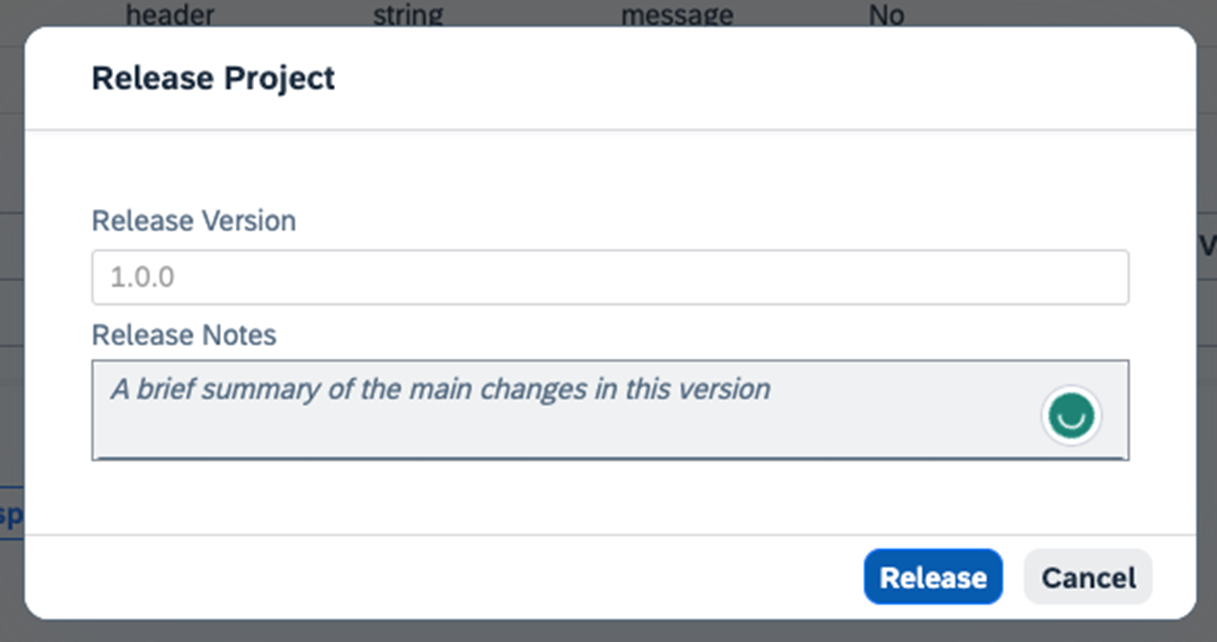 header string message No
Release Project
Release Version
1.0.0
V
Release Notes
A brief summary of the main changes in this version
sp
Release Cancel